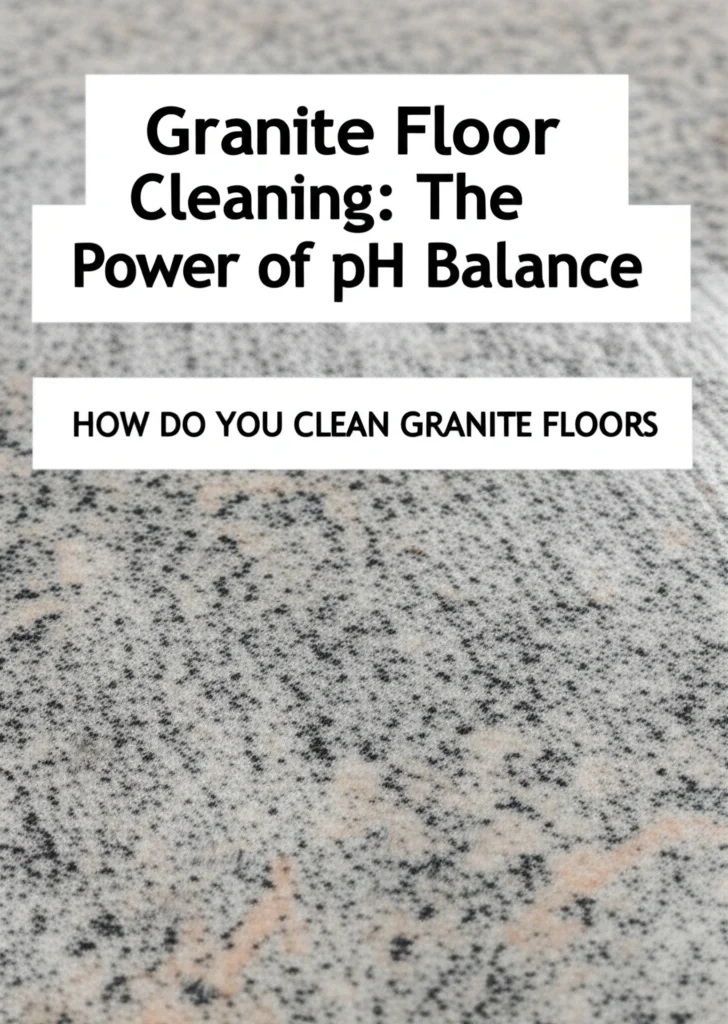 Granite Floor
Cleaning: The
Power of pH Balance
HOW DO YOU CLEAN GRANITE FLOORS